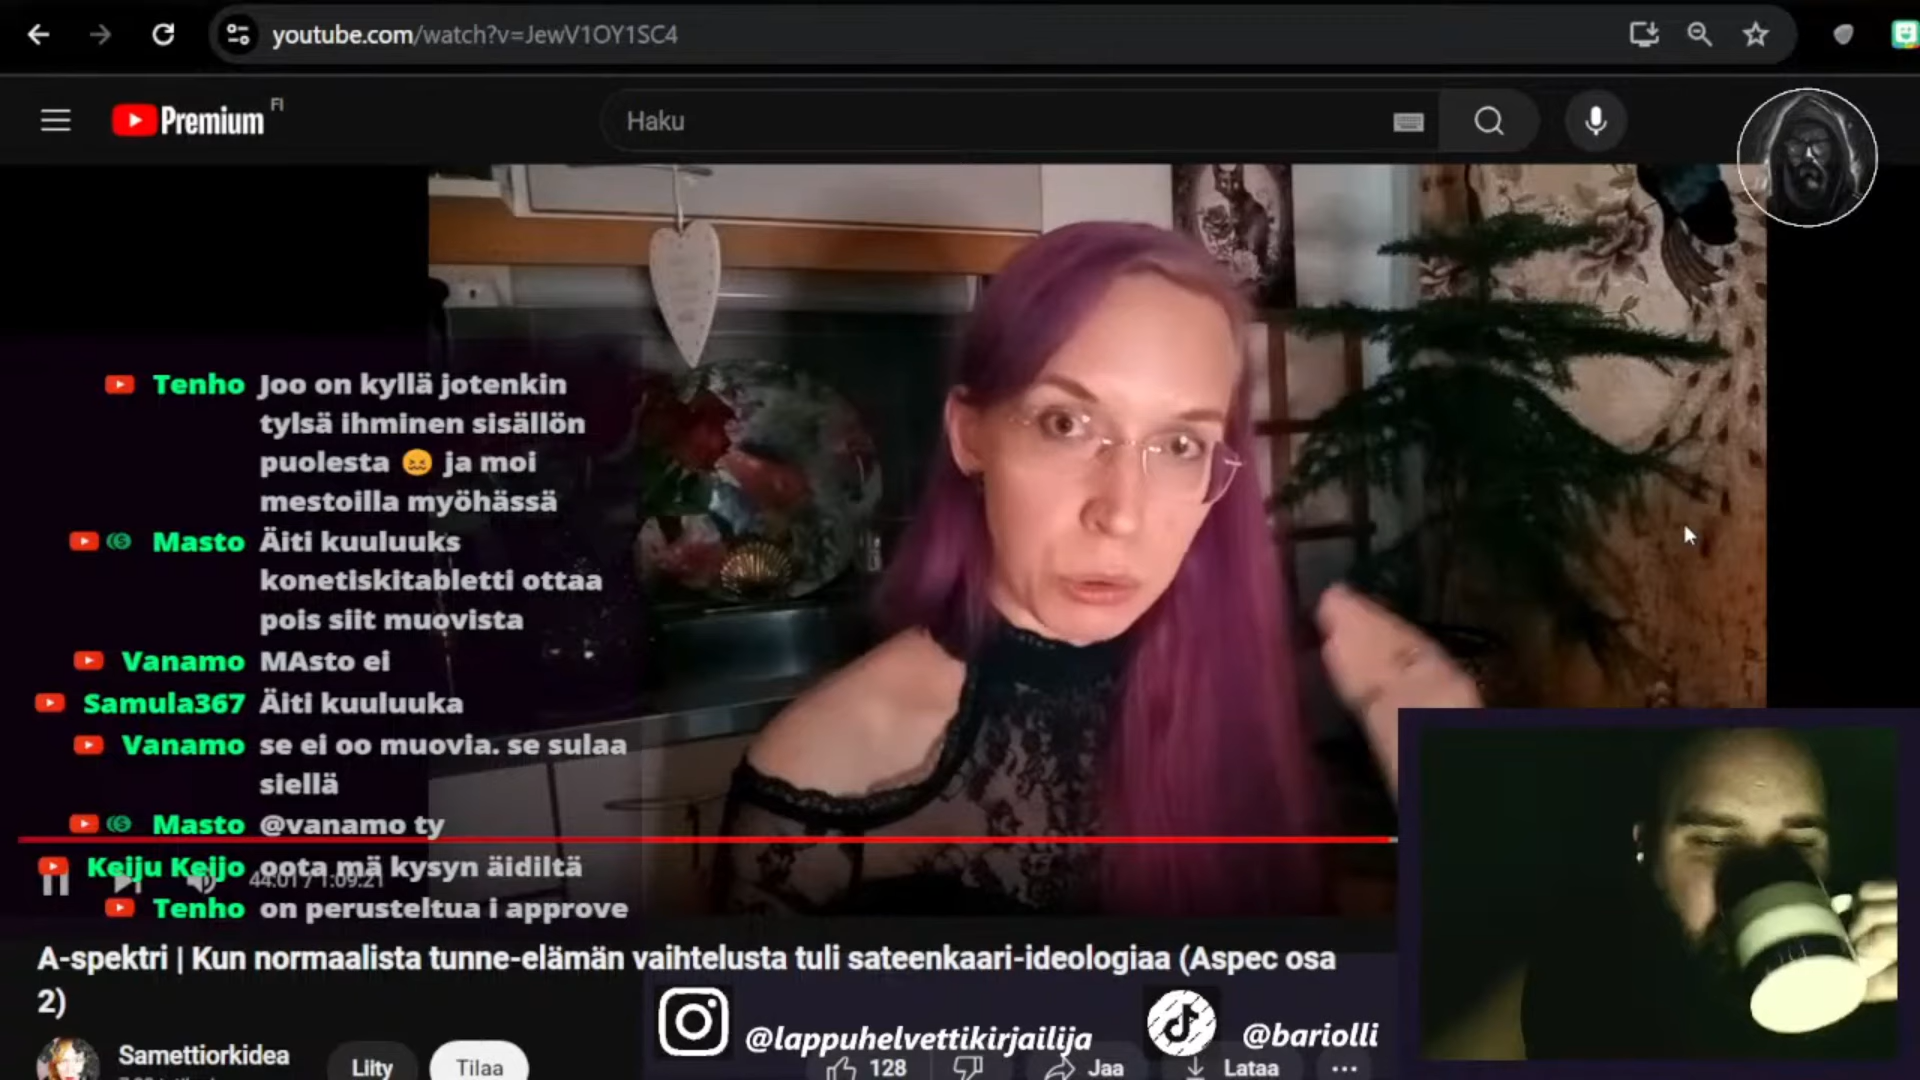 youtube.com/watch?v=JewV1OY1SC4
Premium FI
Haku
Tenho Joo on kyllä jotenkin
tylsä ihminen sisällön
puolesta 😖 ja moi
mestoilla myöhässä
Masto Äiti kuuluuks
konetiskitabletti ottaa
pois siit muovista
Vanamo MAsto ei
Samula367 Äiti kuuluuka
Vanamo se ei oo muovia. se sulaa
siellä
Masto @vanamo ty
Keiju Keijo oota mä kysyn äidiltä
44:01 / 1:09:21
Tenho on perusteltua i approve
A-spektri | Kun normaalista tunne-elämän vaihtelusta tuli sateenkaari-ideologiaa (Aspec osa
2)
@lappuhelvettikirjailija
@bariolli
Samettiorkidea
Liity
Tilaa
128
Jaa
Lataa